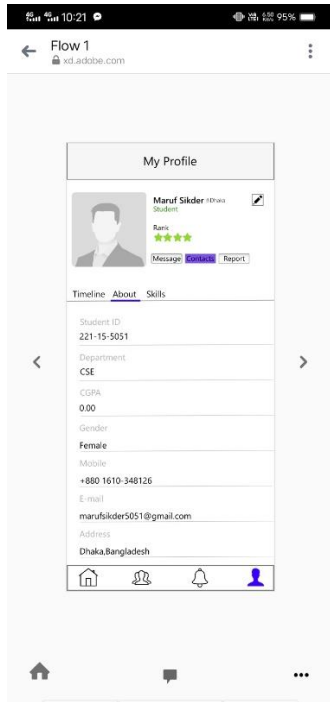 4G 4G 10:21 95%
Flow 1
xd.adobe.com
My Profile
Maruf Sikder Dhaka
Student
Rank
Message Contacts Report
Timeline About Skills
Student ID
221-15-5051
Department
CSE
CGPA
0.00
Gender
Female
Mobile
+880 1610-348126
E-mail
marufsikder5051@gmail.com
Address
Dhaka,Bangladesh